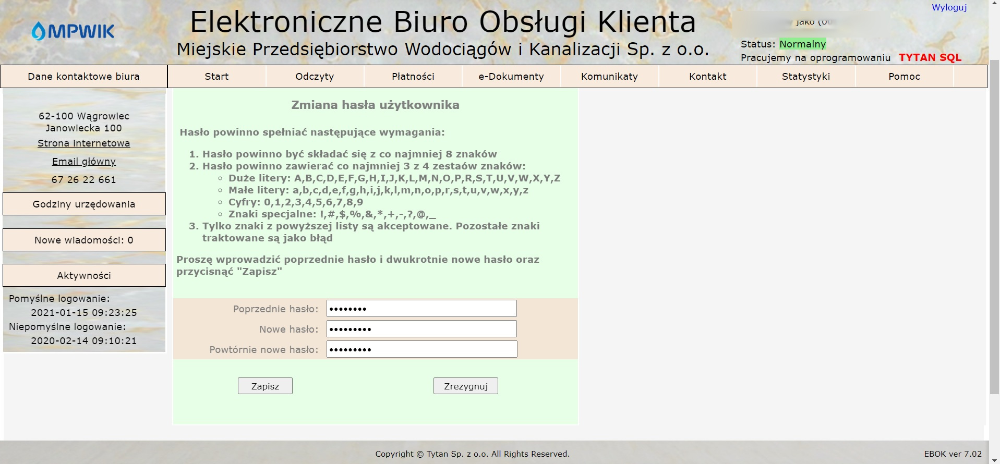 Wyloguj
MPWIK
Elektroniczne Biuro Obsługi Klienta
Miejskie Przedsiębiorstwo Wodociągów i Kanalizacji Sp. z o.o.
jako (00
Status: Normalny
Pracujemy na oprogramowaniu TYTAN SQL
Dane kontaktowe biura
Start
Odczyty
Płatności
e-Dokumenty
Komunikaty
Kontakt
Statystyki
Pomoc
62-100 Wągrowiec
Janowiecka 100
Strona internetowa
Email główny
67 26 22 661
Godziny urzędowania
Nowe wiadomości: 0
Aktywności
Pomyślne logowanie:
2021-01-15 09:23:25
Niepomyślne logowanie:
2020-02-14 09:10:21
Zmiana hasła użytkownika
Hasło powinno spełniać następujące wymagania:
1. Hasło powinno być składać się z co najmniej 8 znaków
2. Hasło powinno zawierać co najmniej 3 z 4 zestaów znaków:
Duże litery: A,B,C,D,E,F,G,H,I,J,K,L,M,N,O,P,R,S,T,U,V,W,X,Y,Z
Małe litery: a,b,c,d,e,f,g,h,i,j,k,l,m,n,o,p,r,s,t,u,v,w,x,y,z
Cyfry: 0,1,2,3,4,5,6,7,8,9
Znaki specjalne: !,#,$,%,&,*,+,-,?,@,_
3. Tylko znaki z powyższej listy są akceptowane. Pozostałe znaki
traktowane są jako błąd
Proszę wprowadzić poprzednie hasło i dwukrotnie nowe hasło oraz
przycisnąć "Zapisz"
Poprzednie hasło: ••••••••
Nowe hasło: •••••••••
Powtórnie nowe hasło: •••••••••
Zapisz
Zrezygnuj
Copyright © Tytan Sp. z o.o. All Rights Reserved.
EBOK ver 7.02